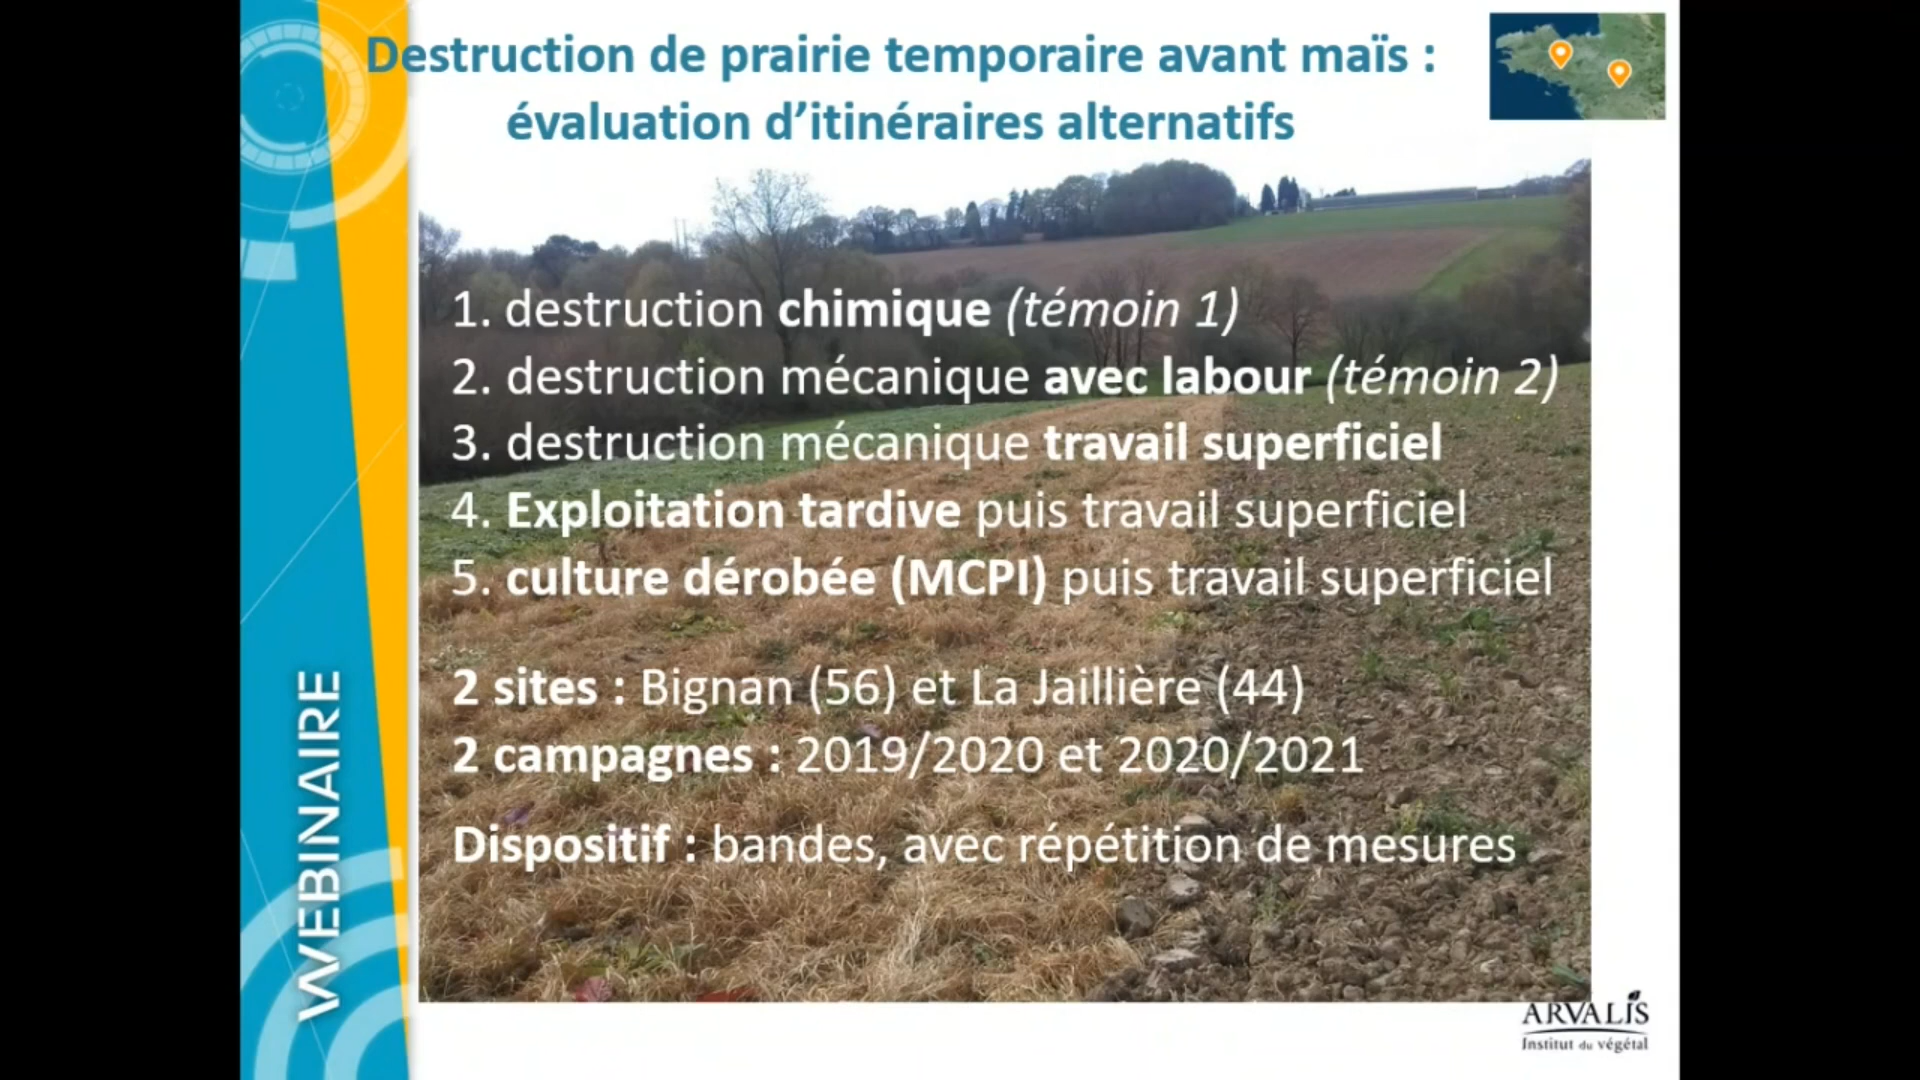 Destruction de prairie temporaire avant maïs :
évaluation d’itinéraires alternatifs
1. destruction chimique (témoin 1)
2. destruction mécanique avec labour (témoin 2)
3. destruction mécanique travail superficiel
4. Exploitation tardive puis travail superficiel
5. culture dérobée (MCPI) puis travail superficiel
2 sites : Bignan (56) et La Jaillière (44)
2 campagnes : 2019/2020 et 2020/2021
Dispositif : bandes, avec répétition de mesures
WEBINAIRE
ARVALIS
Institut du végétal